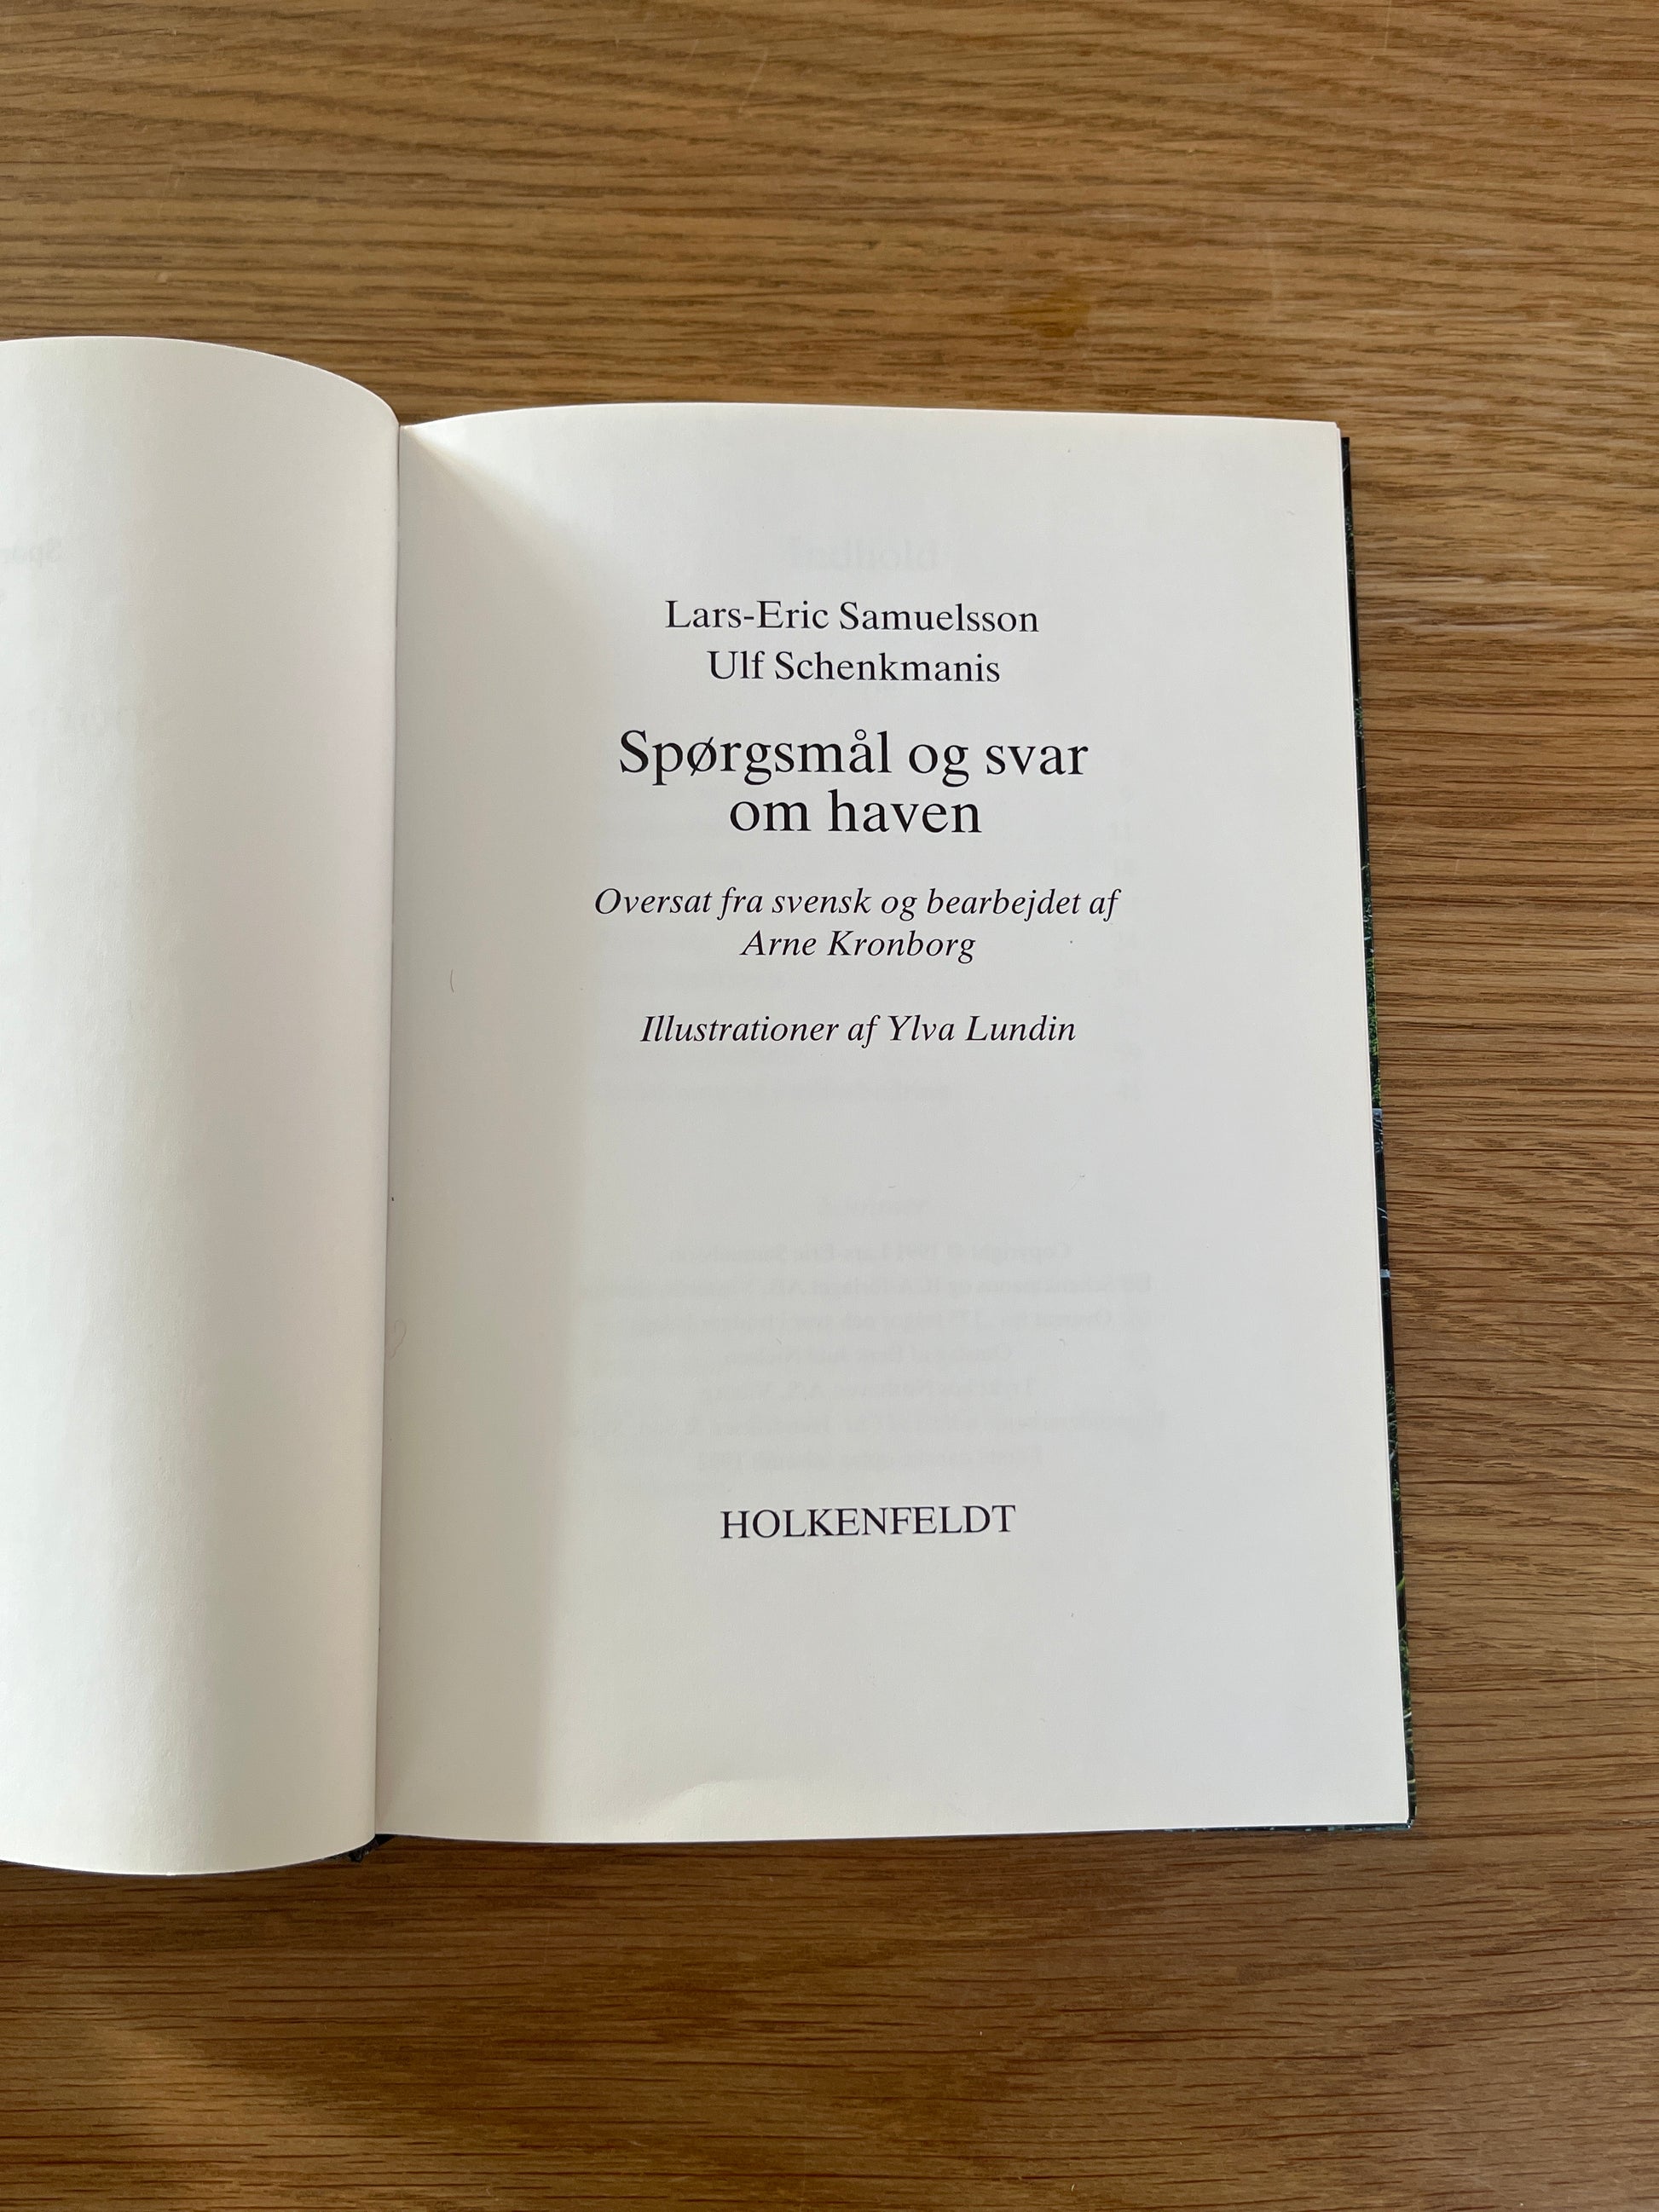 Lars-Eric Samuelsson
Ulf Schenkmanis
Spørgsmål og svar
om haven
Oversat fra svensk og bearbejdet af
Arne Kronborg
Illustrationer af Ylva Lundin
HOLKENFELDT